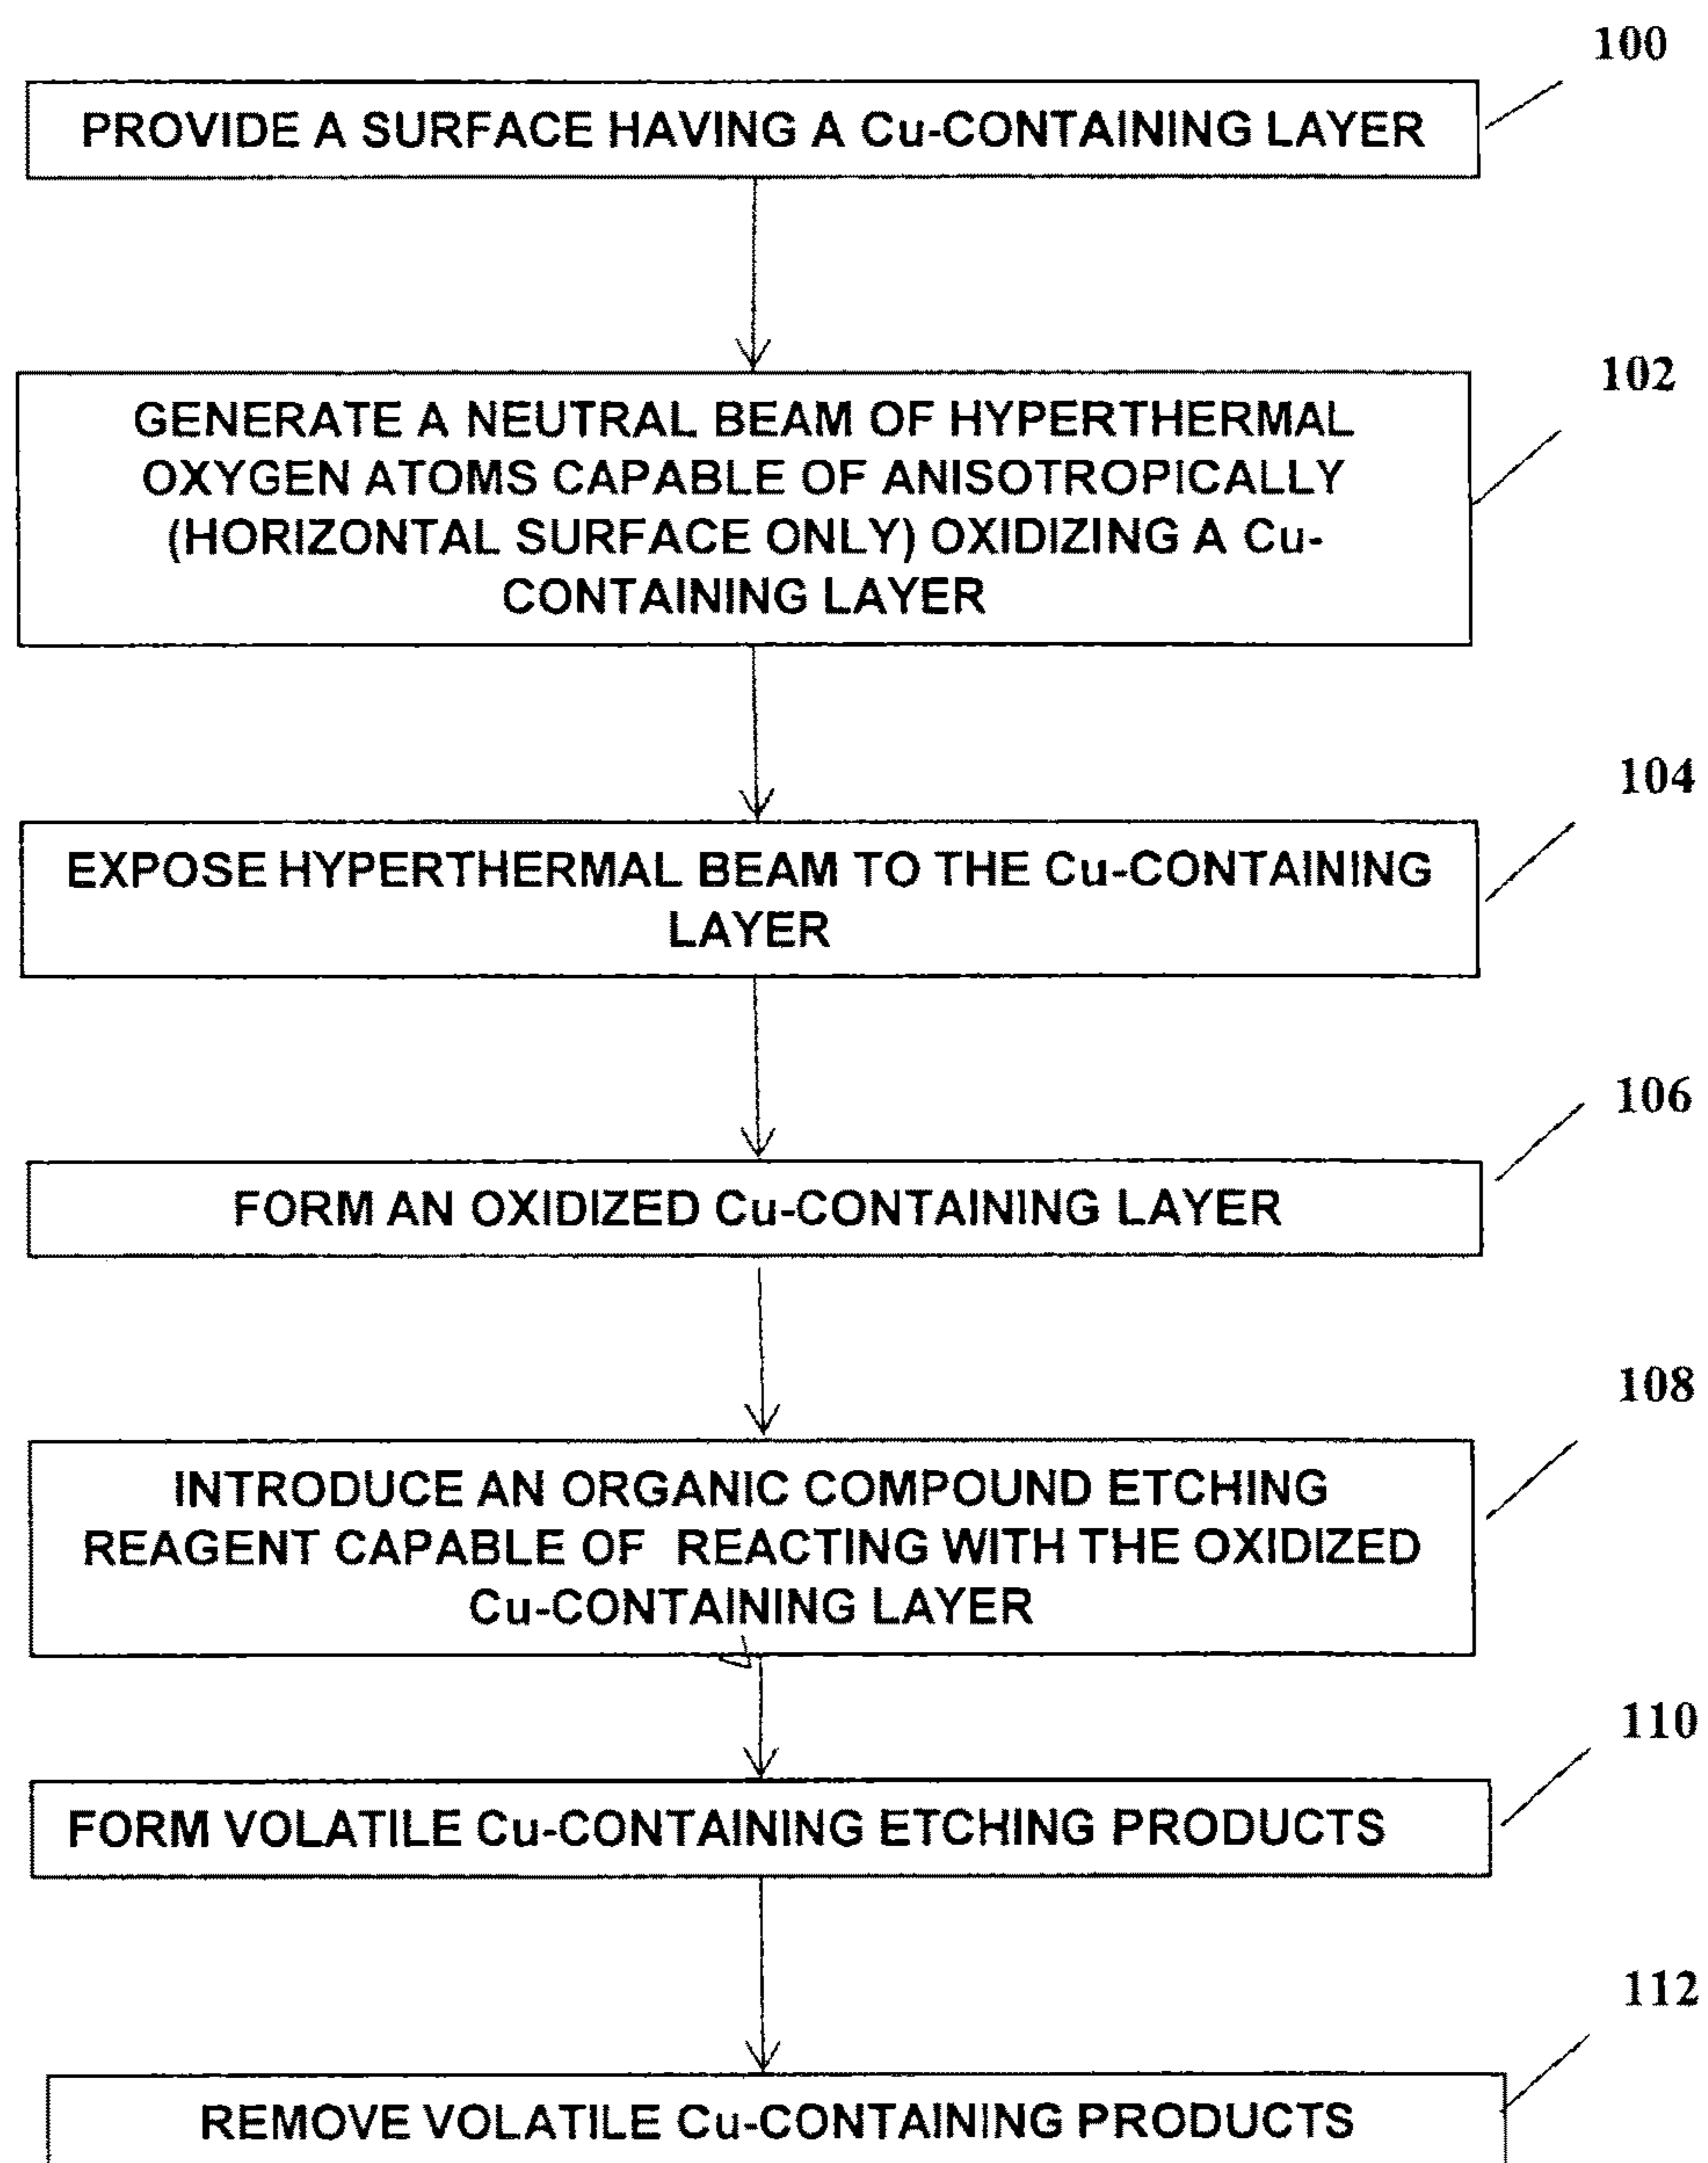 100
PROVIDE A SURFACE HAVING A Cu-CONTAINING LAYER
102
GENERATE A NEUTRAL BEAM OF HYPERTHERMAL
OXYGEN ATOMS CAPABLE OF ANISOTROPICALLY
(HORIZONTAL SURFACE ONLY) OXIDIZING A Cu-
CONTAINING LAYER
104
EXPOSE HYPERTHERMAL BEAM TO THE Cu-CONTAINING
LAYER
106
FORM AN OXIDIZED Cu-CONTAINING LAYER
108
INTRODUCE AN ORGANIC COMPOUND ETCHING
REAGENT CAPABLE OF REACTING WITH THE OXIDIZED
Cu-CONTAINING LAYER
110
FORM VOLATILE Cu-CONTAINING ETCHING PRODUCTS
112
REMOVE VOLATILE Cu-CONTAINING PRODUCTS